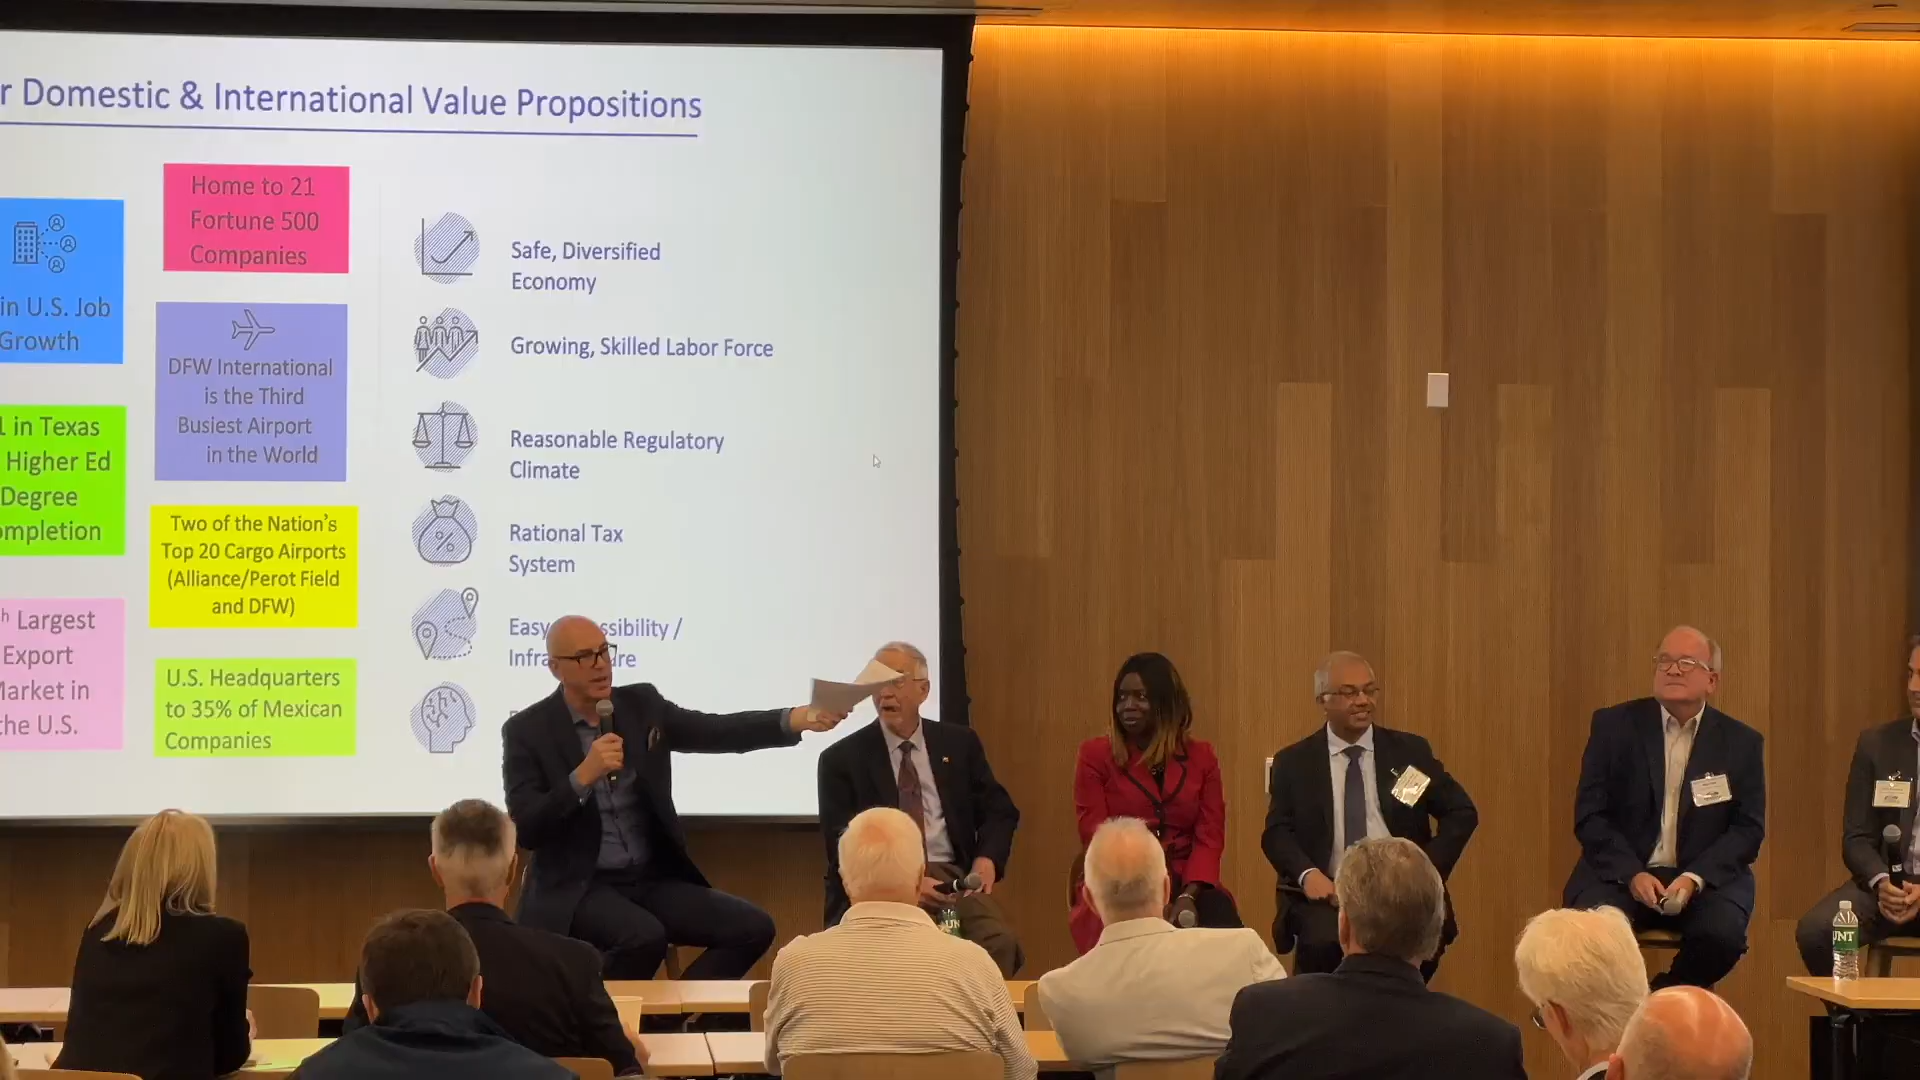 r Domestic & International Value Propositions
in U.S. Job
Growth
in Texas
Higher Ed
Degree
ompletion
Largest
Export
Market in
the U.S.
Home to 21
Fortune 500
Companies
DFW International
is the Third
Busiest Airport
in the World
Two of the Nation's
Top 20 Cargo Airports
(Alliance/Perot Field
and DFW)
U.S. Headquarters
to 35% of Mexican
Companies
Safe, Diversified
Economy
Growing, Skilled Labor Force
Reasonable Regulatory
Climate
Rational Tax
System
Easy ssibility /
Infra re
UNT
UNT